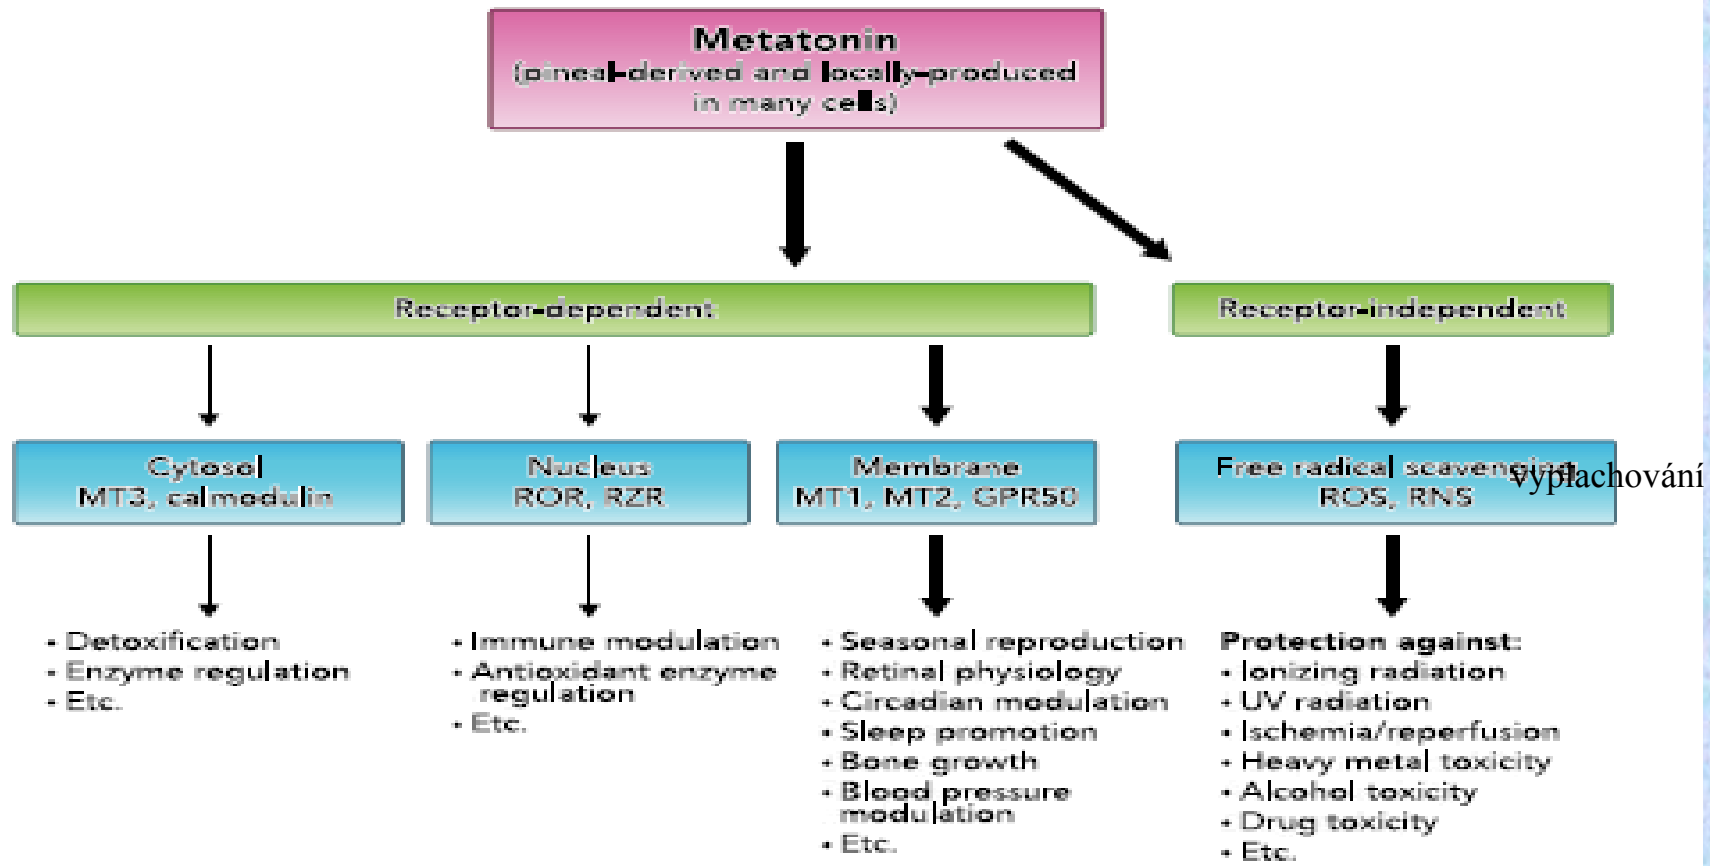 Metatonin
(pineal-derived and locally-produced
in many cells)
Receptor-dependent
Receptor-independent
Cytosol
MT3, calmodulin
Nucleus
ROR, RZR
Membrane
MT1, MT2, GPR50
Free radical scavenging
ROS, RNS
vyplachování
• Detoxification
• Enzyme regulation
• Etc.
• Immune modulation
• Antioxidant enzyme
regulation
• Etc.
• Seasonal reproduction
• Retinal physiology
• Circadian modulation
• Sleep promotion
• Bone growth
• Blood pressure
modulation
• Etc.
Protection against:
• Ionizing radiation
• UV radiation
• Ischemia/reperfusion
• Heavy metal toxicity
• Alcohol toxicity
• Drug toxicity
• Etc.